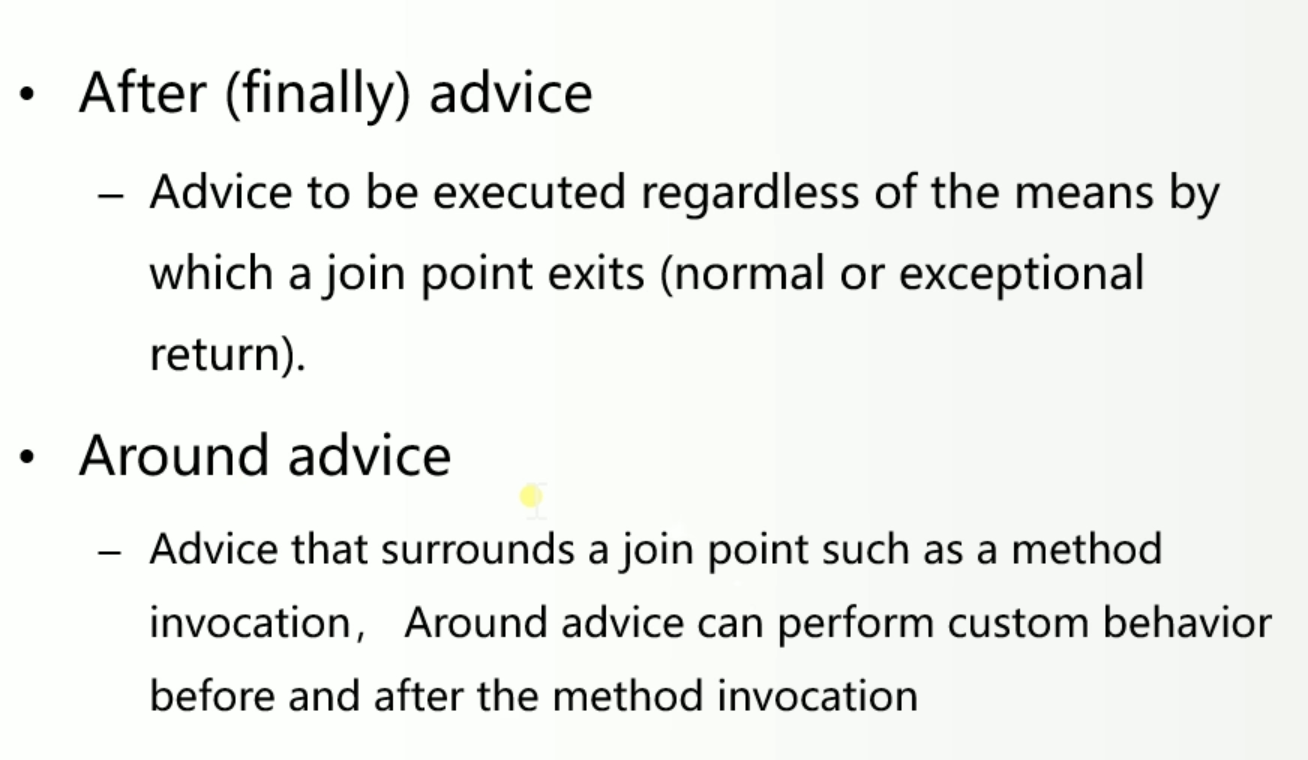 • After (finally) advice
– Advice to be executed regardless of the means by
which a join point exits (normal or exceptional
return).
• Around advice
– Advice that surrounds a join point such as a method
invocation， Around advice can perform custom behavior
before and after the method invocation